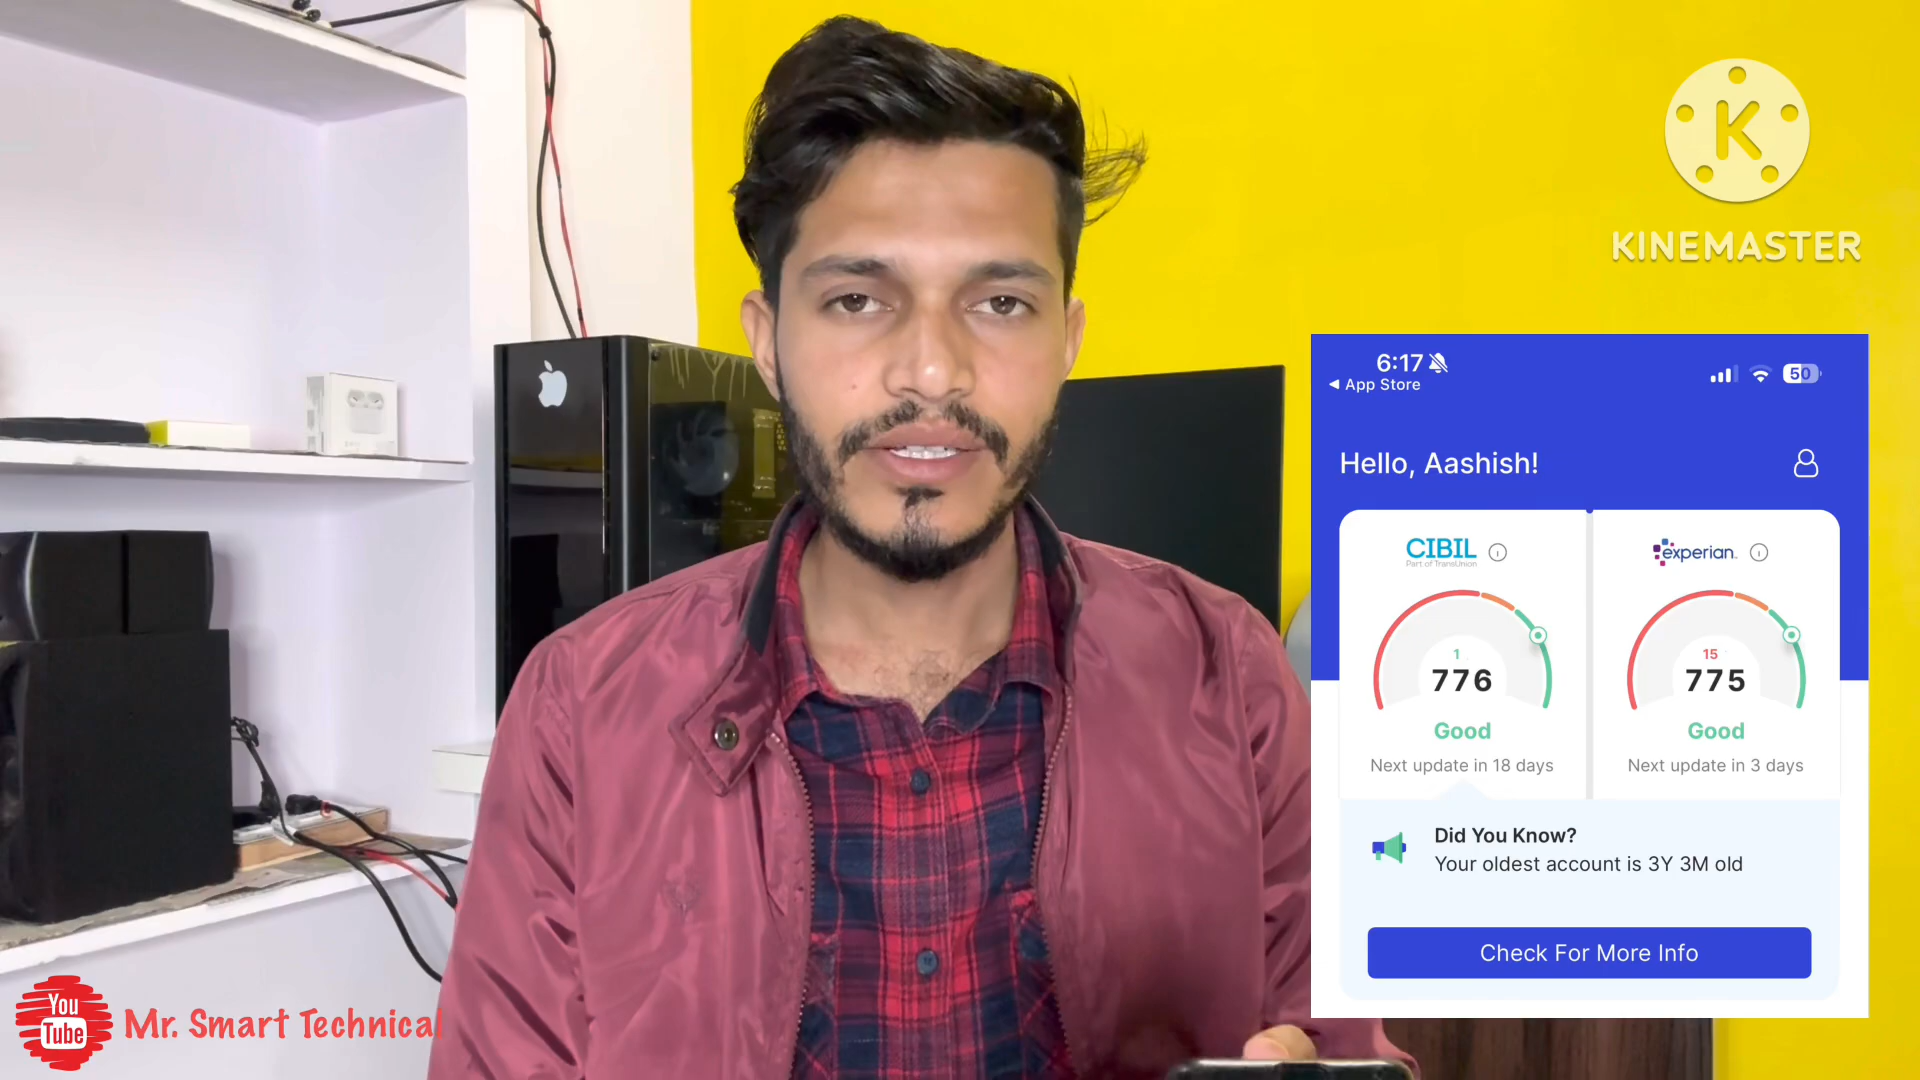 K
KINEMASTER
6:17
50
◀ App Store
Hello, Aashish!
CIBIL
Part of TransUnion
experian.
1
776
15
775
Good
Good
Next update in 18 days
Next update in 3 days
Did You Know?
Your oldest account is 3Y 3M old
Check For More Info
You
Tube
Mr. Smart Technical